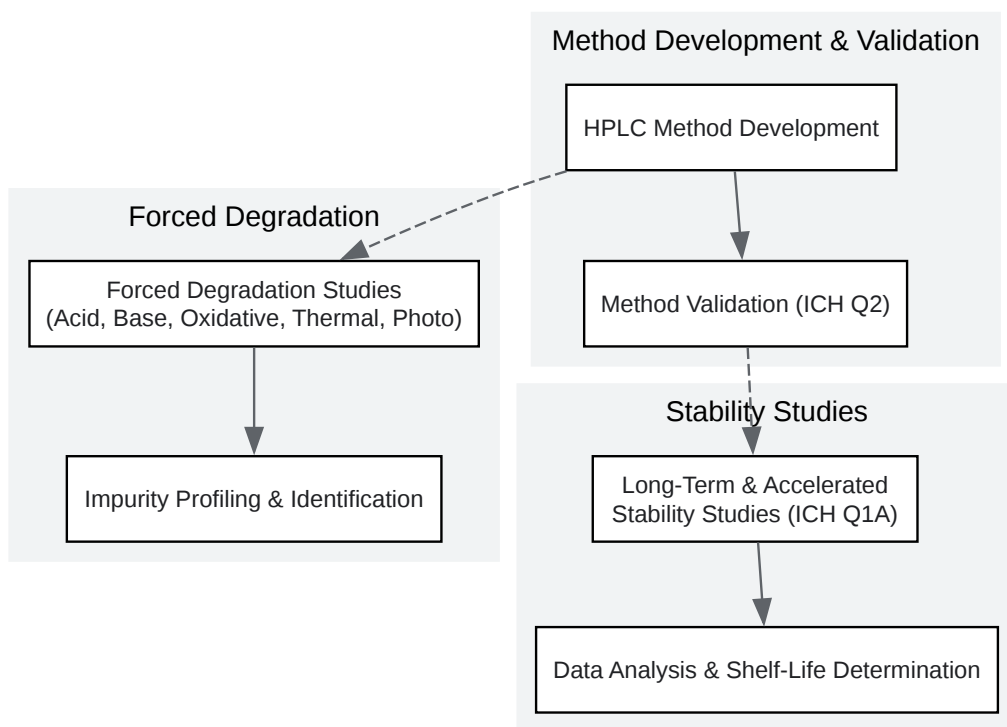 Method Development & Validation
HPLC Method Development
Forced Degradation
Forced Degradation Studies
(Acid, Base, Oxidative, Thermal, Photo)
Method Validation (ICH Q2)
Stability Studies
Impurity Profiling & Identification
Long-Term & Accelerated
Stability Studies (ICH Q1A)
Data Analysis & Shelf-Life Determination